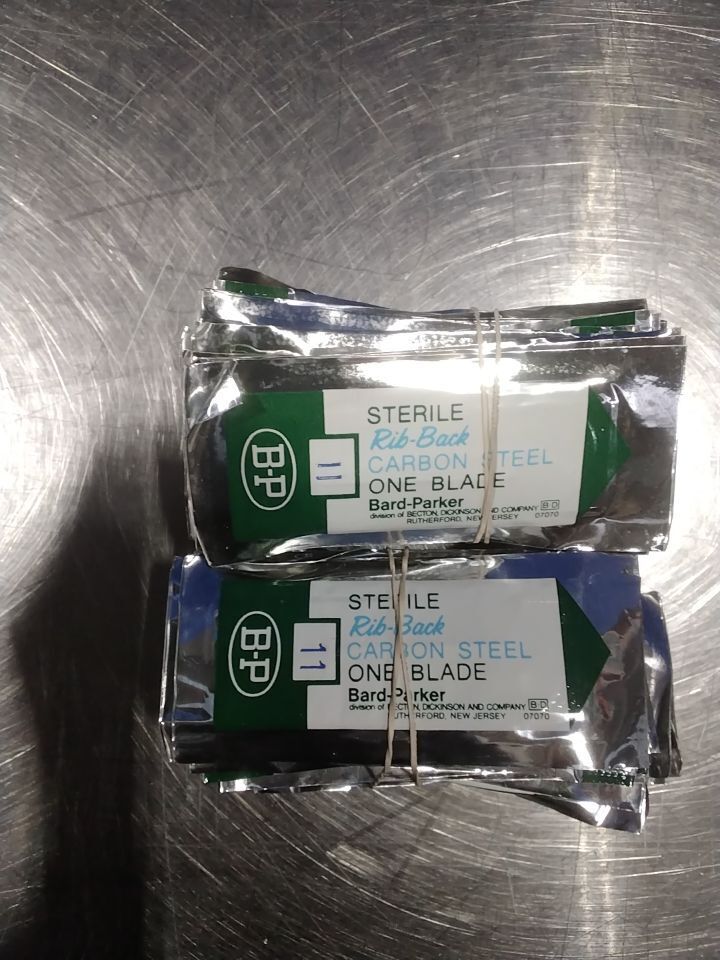 B-P
11
STERILE
Rib-Back
CARBON STEEL
ONE BLADE
Bard-Parker
division of BECTON, DICKINSON AND COMPANY B-D
RUTHERFORD, NEW JERSEY 07070
B-P
11
STERILE
Rib-Back
CARBON STEEL
ONE BLADE
Bard-Parker
division of BECTON, DICKINSON AND COMPANY B-D
RUTHERFORD, NEW JERSEY 07070